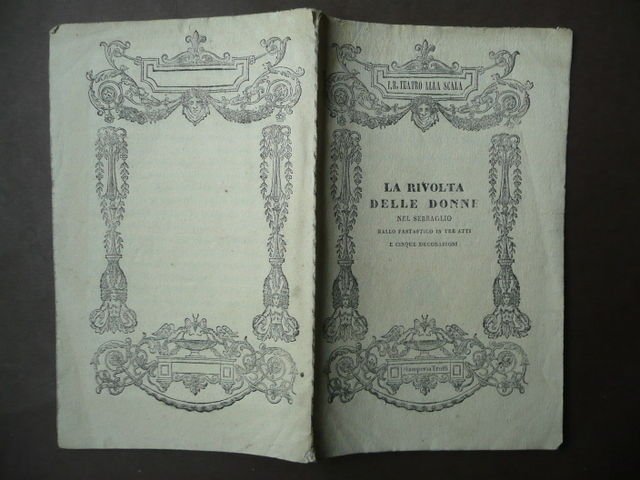 I. R. TEATRO ALLA SCALA
LA RIVOLTA
DELLE DONNE
NEL SERRAGLIO
BALLO FANTASTICO IN TRE ATTI
E CINQUE DECORAZIONI
Stamperia Truffi